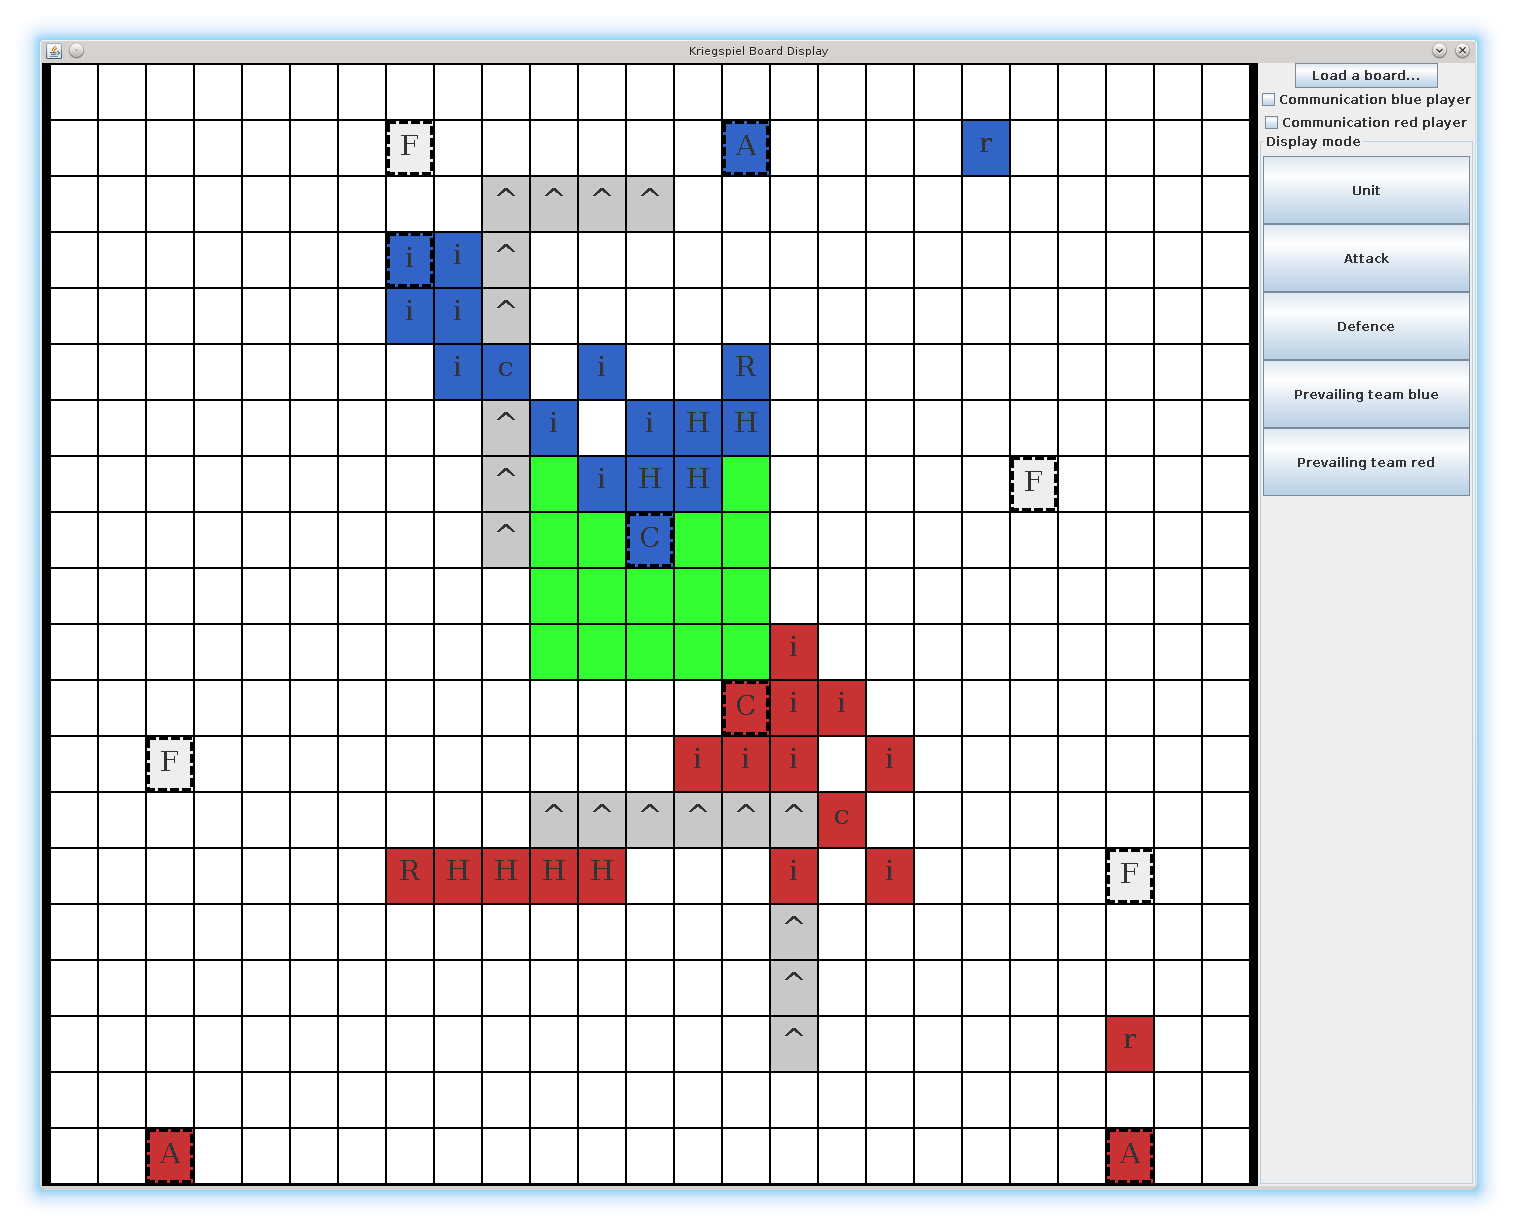 Kriegspiel Board Display
Load a board...
Communication blue player
Communication red player
Display mode
Unit
Attack
Defence
Prevailing team blue
Prevailing team red
F A r
^ ^ ^ ^
i i ^
i i ^
i c i R
^ i i H H
^ i H H F
^ C
i
C i i
F i i i i
^ ^ ^ ^ ^ ^ c
R H H H H i i F
^
^
^ r
A A